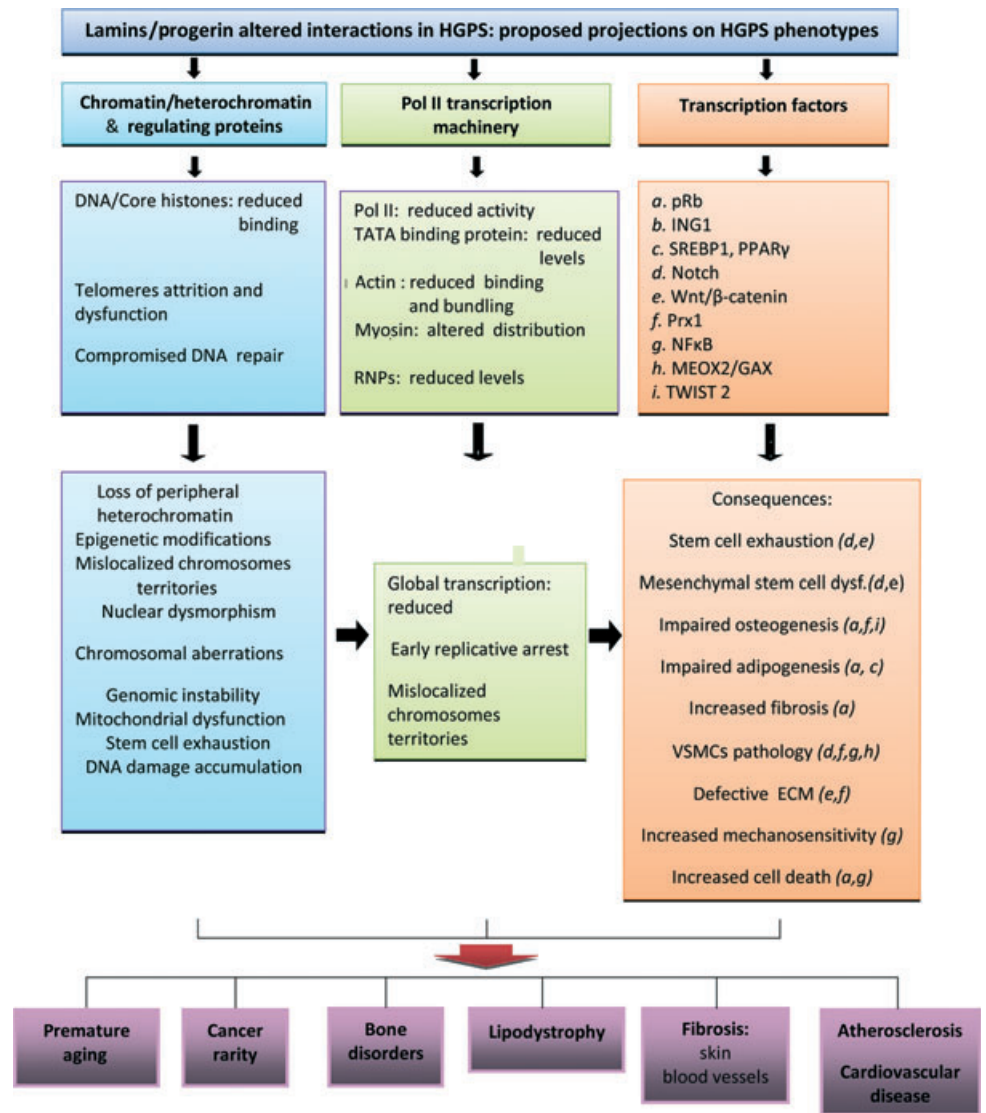 Lamins/progerin altered interactions in HGPS: proposed projections on HGPS phenotypes
Chromatin/heterochromatin
& regulating proteins
Pol II transcription
machinery
Transcription factors
DNA/Core histones: reduced
binding
Telomeres attrition and
dysfunction
Compromised DNA repair
Pol II: reduced activity
TATA binding protein: reduced
levels
Actin : reduced binding
and bundling
Myosin: altered distribution
RNPs: reduced levels
a. pRb
b. ING1
c. SREBP1, PPARγ
d. Notch
e. Wnt/β-catenin
f. Prx1
g. NFκB
h. MEOX2/GAX
i. TWIST 2
Loss of peripheral
heterochromatin
Epigenetic modifications
Mislocalized chromosomes
territories
Nuclear dysmorphism
Chromosomal aberrations
Genomic instability
Mitochondrial dysfunction
Stem cell exhaustion
DNA damage accumulation
Global transcription:
reduced
Early replicative arrest
Mislocalized
chromosomes
territories
Consequences:
Stem cell exhaustion (d,e)
Mesenchymal stem cell dysf.(d,e)
Impaired osteogenesis (a,f,i)
Impaired adipogenesis (a, c)
Increased fibrosis (a)
VSMCs pathology (d,f,g,h)
Defective ECM (e,f)
Increased mechanosensitivity (g)
Increased cell death (a,g)
Premature
aging
Cancer
rarity
Bone
disorders
Lipodystrophy
Fibrosis:
skin
blood vessels
Atherosclerosis
Cardiovascular
disease